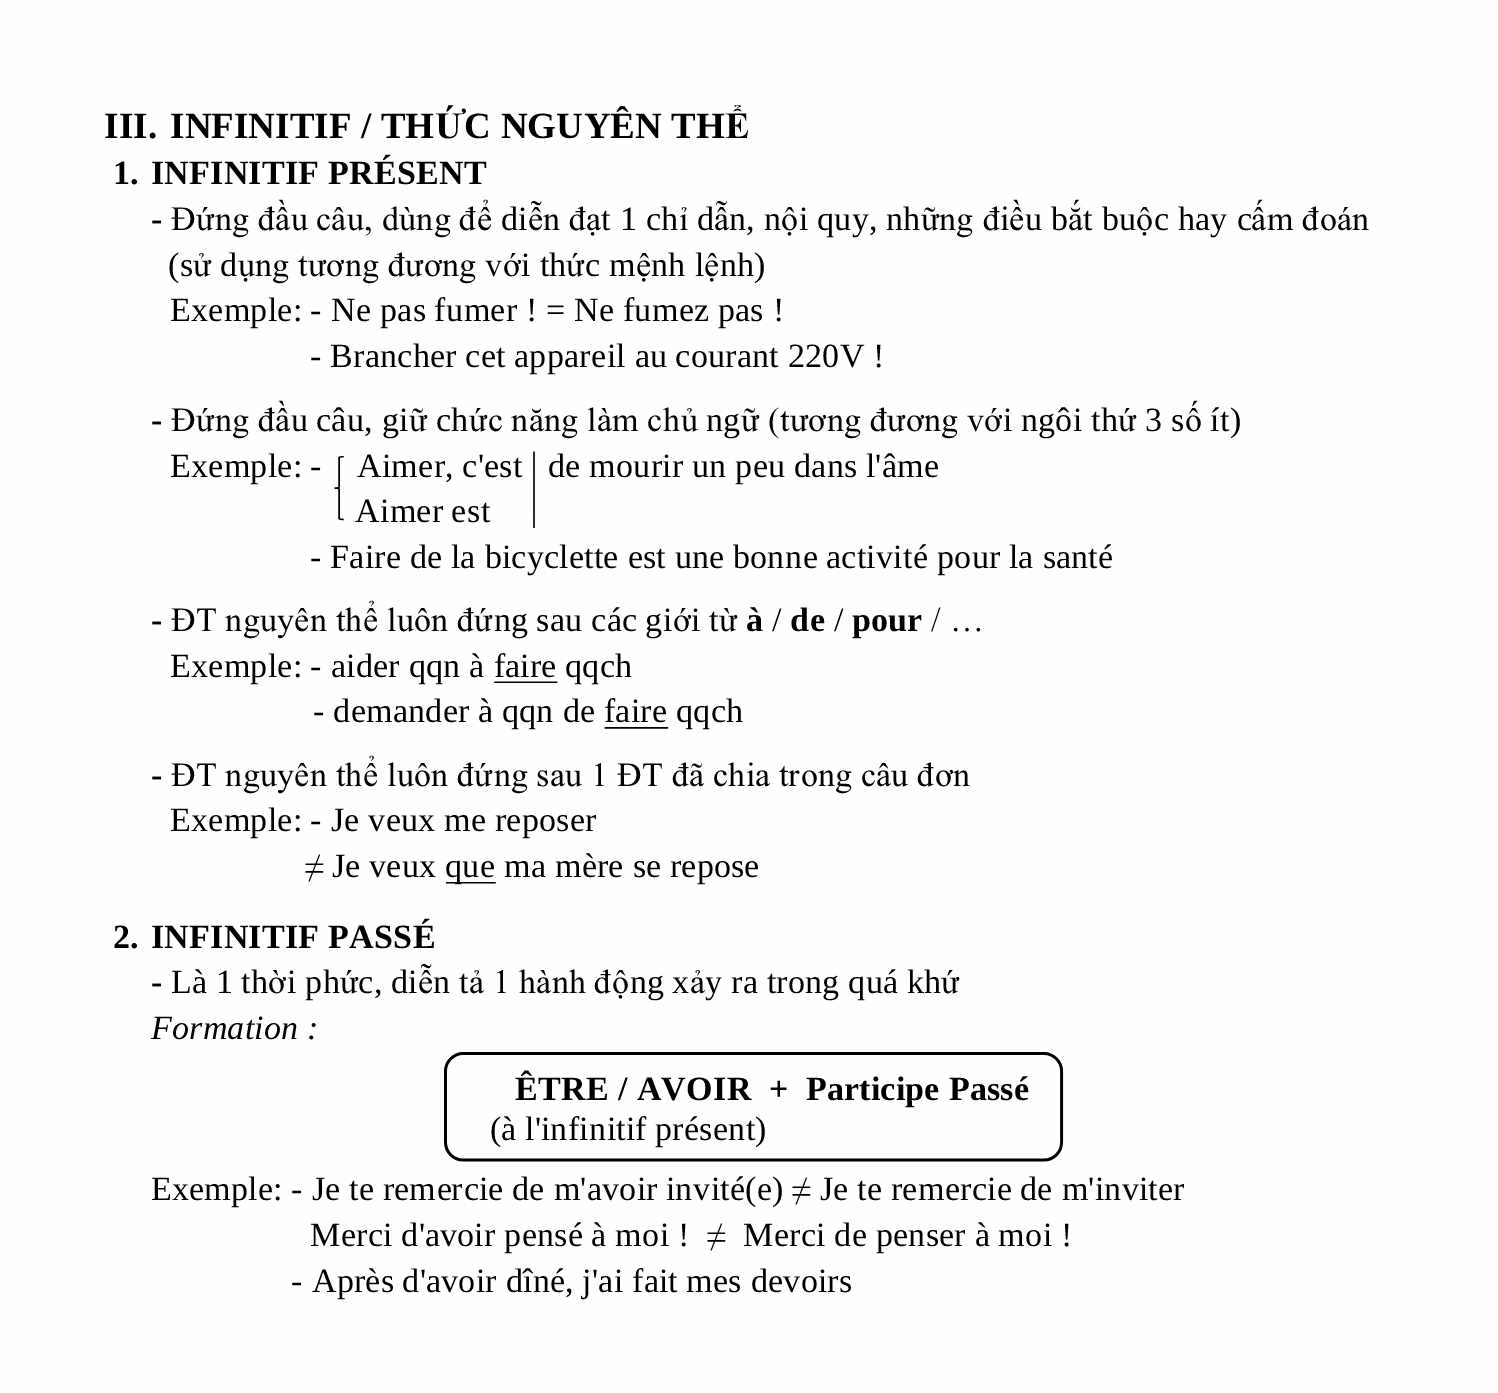 III. INFINITIF / THỨC NGUYÊN THỂ
1. INFINITIF PRÉSENT
- Đứng đầu câu, dùng để diễn đạt 1 chỉ dẫn, nội quy, những điều bắt buộc hay cấm đoán
(sử dụng tương đương với thức mệnh lệnh)
Exemple: - Ne pas fumer ! = Ne fumez pas !
- Brancher cet appareil au courant 220V !
- Đứng đầu câu, giữ chức năng làm chủ ngữ (tương đương với ngôi thứ 3 số ít)
Exemple: - Aimer, c'est de mourir un peu dans l'âme
Aimer est
- Faire de la bicyclette est une bonne activité pour la santé
- ĐT nguyên thể luôn đứng sau các giới từ à / de / pour / …
Exemple: - aider qqn à faire qqch
- demander à qqn de faire qqch
- ĐT nguyên thể luôn đứng sau 1 ĐT đã chia trong câu đơn
Exemple: - Je veux me reposer
≠ Je veux que ma mère se repose
2. INFINITIF PASSÉ
- Là 1 thời phức, diễn tả 1 hành động xảy ra trong quá khứ
Formation :
ÊTRE / AVOIR + Participe Passé
(à l'infinitif présent)
Exemple: - Je te remercie de m'avoir invité(e) ≠ Je te remercie de m'inviter
Merci d'avoir pensé à moi ! ≠ Merci de penser à moi !
- Après d'avoir dîné, j'ai fait mes devoirs